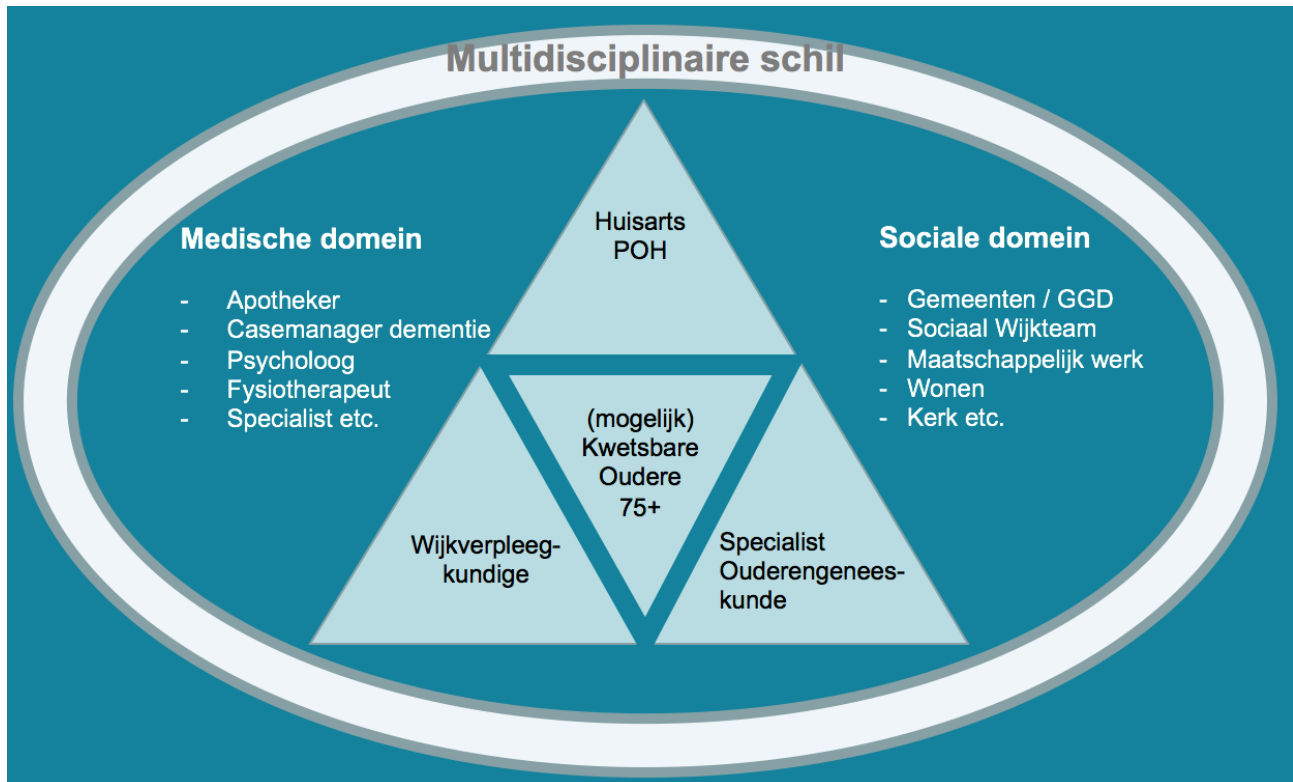 Multidisciplinaire schil
Huisarts
POH
Medische domein
- Apotheker
- Casemanager dementie
- Psycholoog
- Fysiotherapeut
- Specialist etc.
Sociale domein
- Gemeenten / GGD
- Sociaal Wijkteam
- Maatschappelijk werk
- Wonen
- Kerk etc.
(mogelijk)
Kwetsbare
Oudere
75+
Wijkverpleeg-
kundige
Specialist
Ouderengenees-
kunde